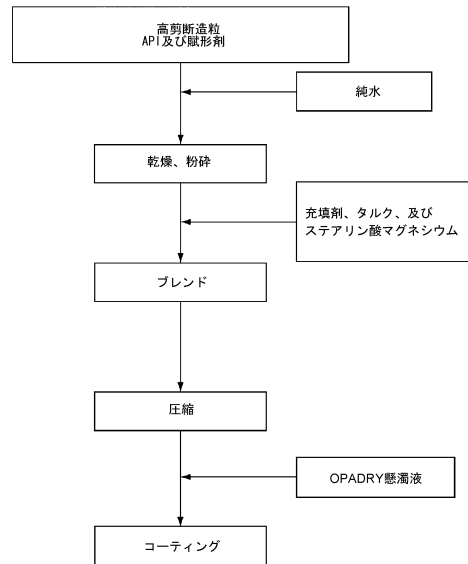 高剪断造粒
API及び賦形剤
純水
乾燥、粉砕
充填剤、タルク、及び
ステアリン酸マグネシウム
ブレンド
圧縮
OPADRY懸濁液
コーティング